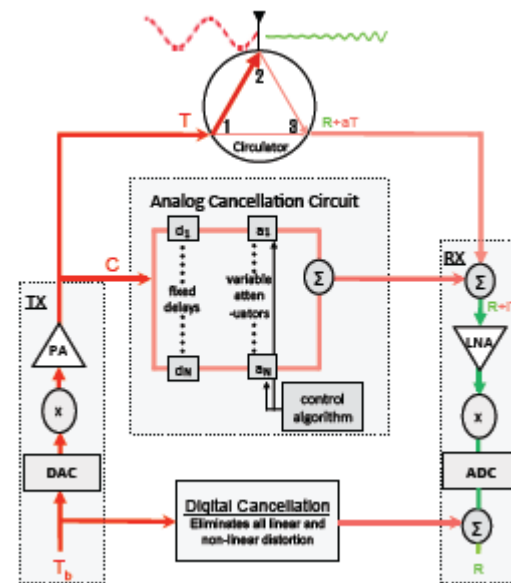 2
T
1
3
R+aT
Circulator
Analog Cancellation Circuit
d1
a1
C
fixed
delays
variable
atten
-uators
Σ
RX
Σ
TX
PA
LNA
dN
aN
control
algorithm
x
x
DAC
ADC
Digital Cancellation
Eliminates all linear and
non-linear distortion
Σ
Tb
R